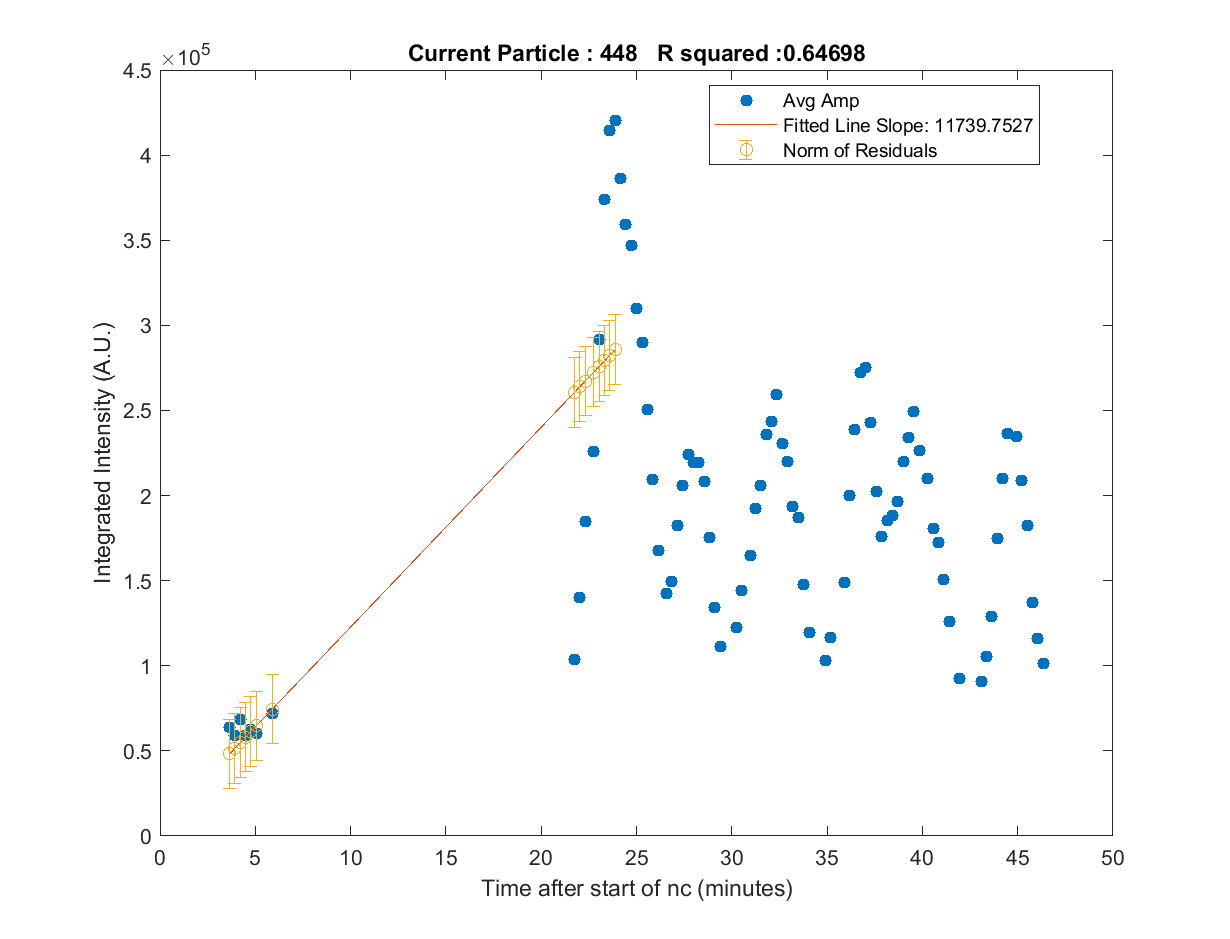 Current Particle : 448 R squared :0.64698
×10^5
4.5
4
3.5
3
2.5
2
1.5
1
0.5
0
Integrated Intensity (A.U.)
Avg Amp
Fitted Line Slope: 11739.7527
Norm of Residuals
0 5 10 15 20 25 30 35 40 45 50
Time after start of nc (minutes)